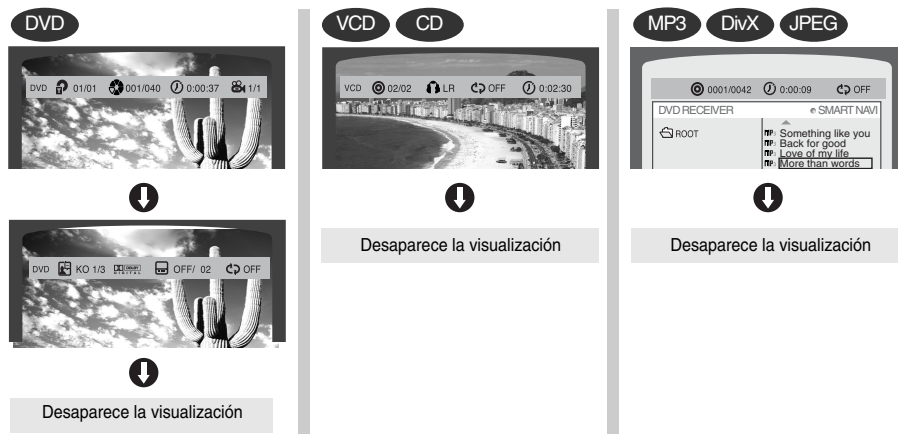 DVD
DVD 01/01 001/040 0:00:37 1/1
DVD KO 1/3 DOLBY DIGITAL OFF/ 02 OFF
Desaparece la visualización
VCD CD
VCD 02/02 LR OFF 0:02:30
Desaparece la visualización
MP3 DivX JPEG
0001/0042 0:00:09 OFF
DVD RECEIVER SMART NAVI
ROOT
Something like you
Back for good
Love of my life
More than words
Desaparece la visualización